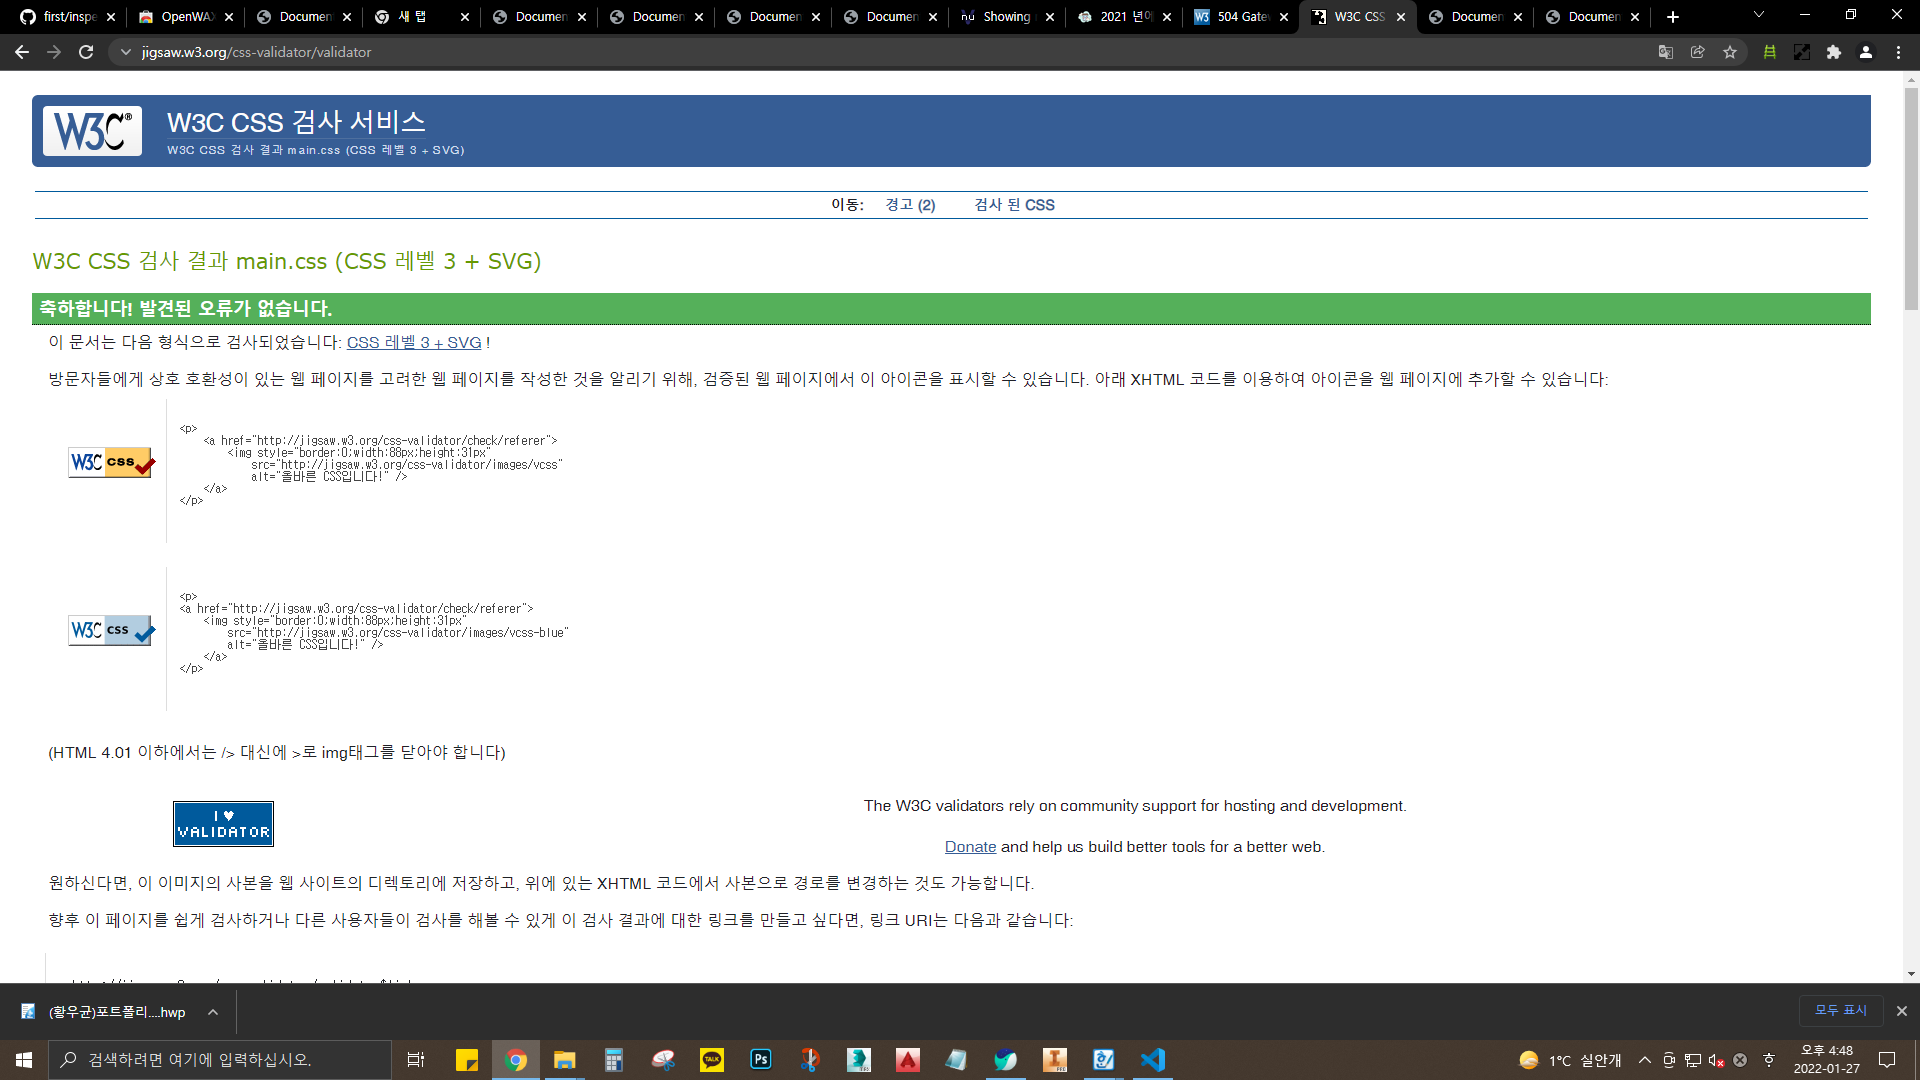 first/inspe
OpenWAX
Documen
새 탭
Documen
Documen
Documen
Documen
Showing
2021 년에
504 Gatew
W3C CSS
Documen
Documen
jigsaw.w3.org/css-validator/validator
W3C®
W3C CSS 검사 서비스
W3C CSS 검사 결과 main.css (CSS 레벨 3 + SVG)
이동: 경고 (2) 검사 된 CSS
W3C CSS 검사 결과 main.css (CSS 레벨 3 + SVG)
축하합니다! 발견된 오류가 없습니다.
이 문서는 다음 형식으로 검사되었습니다: CSS 레벨 3 + SVG !
방문자들에게 상호 호환성이 있는 웹 페이지를 고려한 웹 페이지를 작성한 것을 알리기 위해, 검증된 웹 페이지에서 이 아이콘을 표시할 수 있습니다. 아래 XHTML 코드를 이용하여 아이콘을 웹 페이지에 추가할 수 있습니다:
W3C css
<p>
<a href="http://jigsaw.w3.org/css-validator/check/referer">
<img style="border:0;width:88px;height:31px"
src="http://jigsaw.w3.org/css-validator/images/vcss"
alt="올바른 CSS입니다!" />
</a>
</p>
W3C css
<p>
<a href="http://jigsaw.w3.org/css-validator/check/referer">
<img style="border:0;width:88px;height:31px"
src="http://jigsaw.w3.org/css-validator/images/vcss-blue"
alt="올바른 CSS입니다!" />
</a>
</p>
(HTML 4.01 이하에서는 /> 대신에 >로 img태그를 닫아야 합니다)
I ♥
VALIDATOR
The W3C validators rely on community support for hosting and development.
Donate and help us build better tools for a better web.
원하신다면, 이 이미지의 사본을 웹 사이트의 디렉토리에 저장하고, 위에 있는 XHTML 코드에서 사본으로 경로를 변경하는 것도 가능합니다.
향후 이 페이지를 쉽게 검사하거나 다른 사용자들이 검사를 해볼 수 있게 이 검사 결과에 대한 링크를 만들고 싶다면, 링크 URI는 다음과 같습니다:
(황우균)포트폴리....hwp
모두 표시
검색하려면 여기에 입력하십시오.
TALK
Ps
1°C 실안개
오후 4:48
2022-01-27